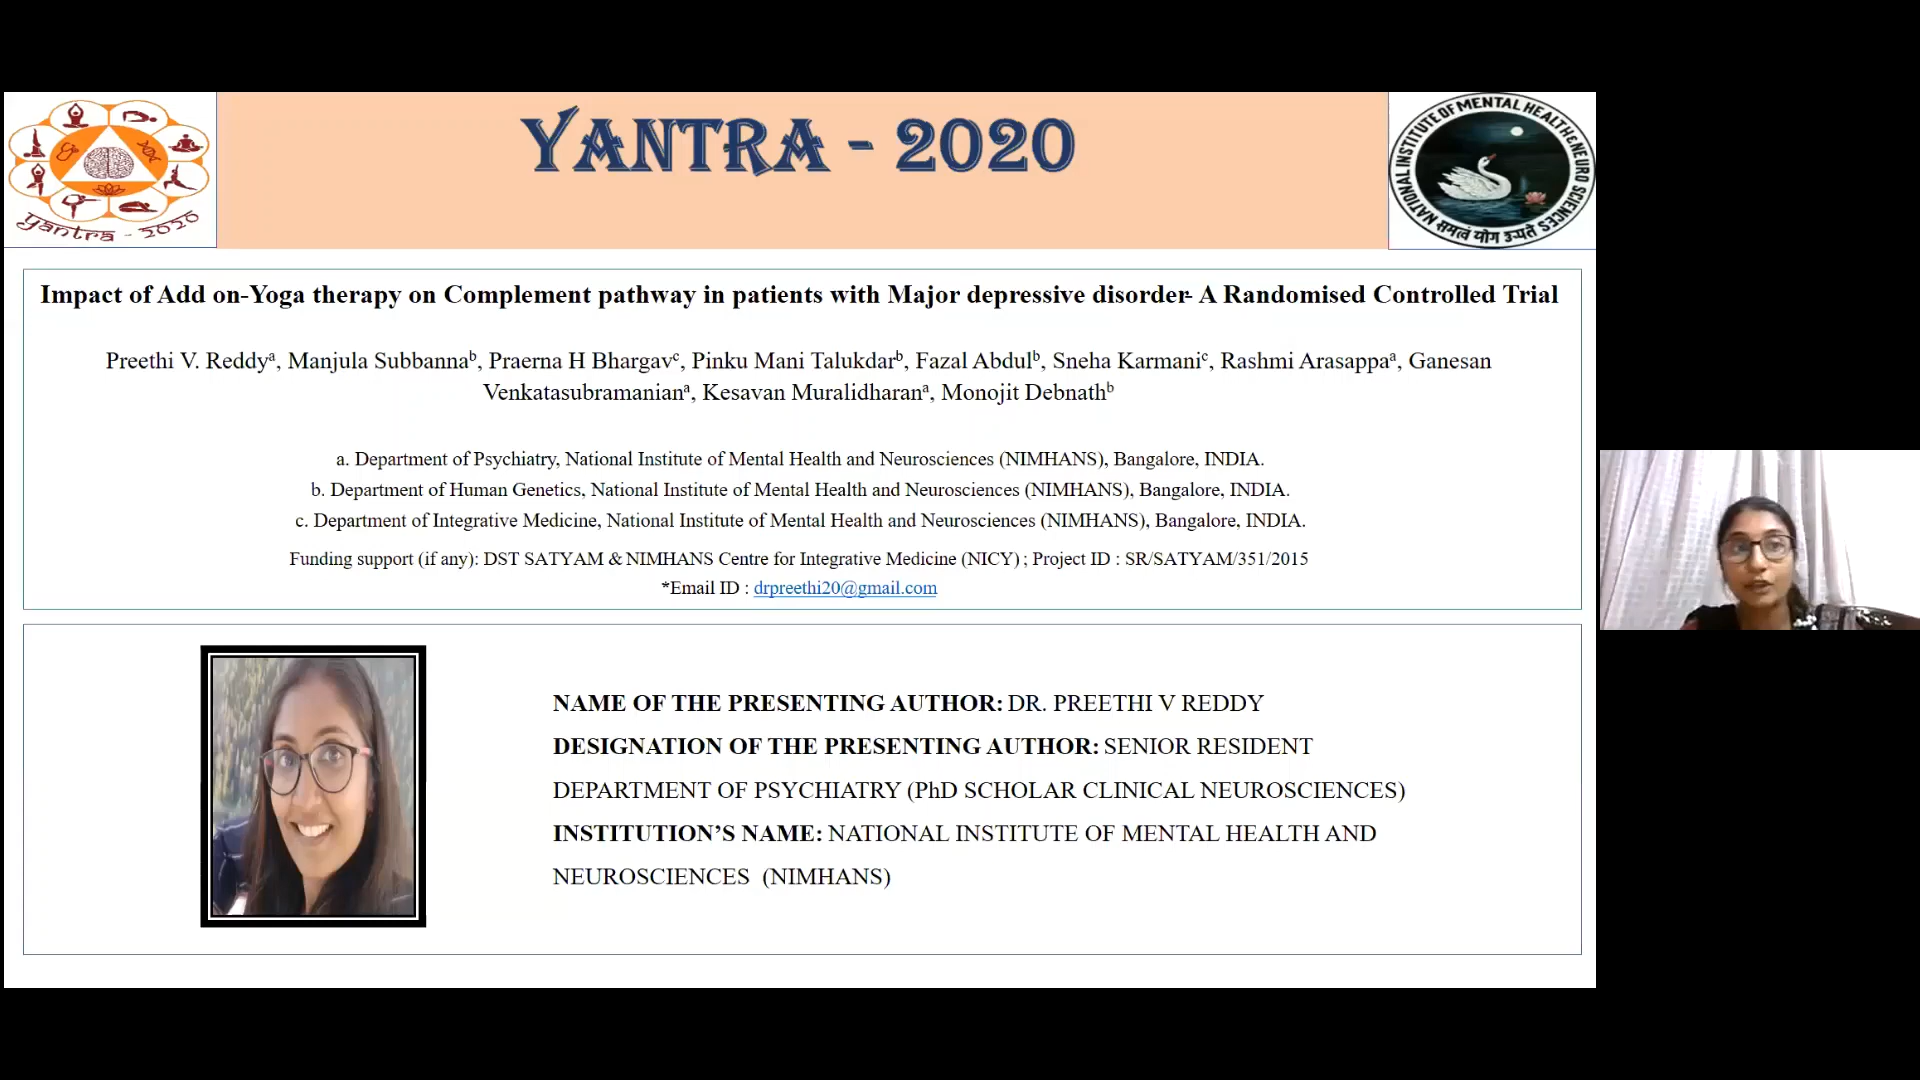 YANTRA - 2020
Yantra - 2020
NATIONAL INSTITUTE OF MENTAL HEALTH & NEURO SCIENCES
समत्वं योग उच्यते
Impact of Add on-Yoga therapy on Complement pathway in patients with Major depressive disorder- A Randomised Controlled Trial
Preethi V. Reddyᵃ, Manjula Subbannaᵇ, Praerna H Bhargavᶜ, Pinku Mani Talukdarᵇ, Fazal Abdulᵇ, Sneha Karmaniᶜ, Rashmi Arasappaᵃ, Ganesan
Venkatasubramanianᵃ, Kesavan Muralidharanᵃ, Monojit Debnathᵇ
a. Department of Psychiatry, National Institute of Mental Health and Neurosciences (NIMHANS), Bangalore, INDIA.
b. Department of Human Genetics, National Institute of Mental Health and Neurosciences (NIMHANS), Bangalore, INDIA.
c. Department of Integrative Medicine, National Institute of Mental Health and Neurosciences (NIMHANS), Bangalore, INDIA.
Funding support (if any): DST SATYAM & NIMHANS Centre for Integrative Medicine (NICY) ; Project ID : SR/SATYAM/351/2015
*Email ID : drpreethi20@gmail.com
NAME OF THE PRESENTING AUTHOR: DR. PREETHI V REDDY
DESIGNATION OF THE PRESENTING AUTHOR: SENIOR RESIDENT
DEPARTMENT OF PSYCHIATRY (PhD SCHOLAR CLINICAL NEUROSCIENCES)
INSTITUTION’S NAME: NATIONAL INSTITUTE OF MENTAL HEALTH AND
NEUROSCIENCES (NIMHANS)